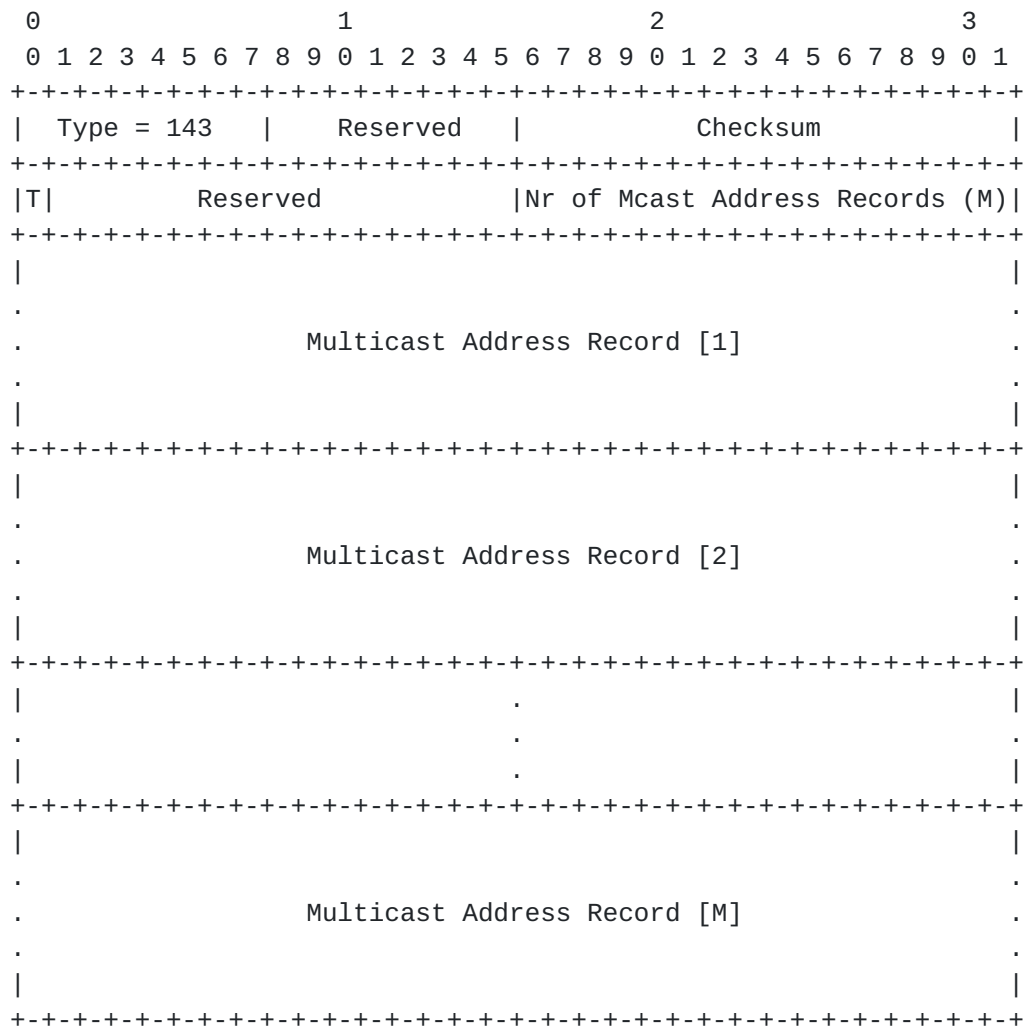 0                   1                   2                   3
 0 1 2 3 4 5 6 7 8 9 0 1 2 3 4 5 6 7 8 9 0 1 2 3 4 5 6 7 8 9 0 1
+-+-+-+-+-+-+-+-+-+-+-+-+-+-+-+-+-+-+-+-+-+-+-+-+-+-+-+-+-+-+-+-+
|  Type = 143   |    Reserved   |           Checksum            |
+-+-+-+-+-+-+-+-+-+-+-+-+-+-+-+-+-+-+-+-+-+-+-+-+-+-+-+-+-+-+-+-+
|T|         Reserved            |Nr of Mcast Address Records (M)|
+-+-+-+-+-+-+-+-+-+-+-+-+-+-+-+-+-+-+-+-+-+-+-+-+-+-+-+-+-+-+-+-+
|                                                               |
.                                                               .
.                  Multicast Address Record [1]                 .
.                                                               .
|                                                               |
+-+-+-+-+-+-+-+-+-+-+-+-+-+-+-+-+-+-+-+-+-+-+-+-+-+-+-+-+-+-+-+-+
|                                                               |
.                                                               .
.                  Multicast Address Record [2]                 .
.                                                               .
|                                                               |
+-+-+-+-+-+-+-+-+-+-+-+-+-+-+-+-+-+-+-+-+-+-+-+-+-+-+-+-+-+-+-+-+
|                               .                               |
.                               .                               .
|                               .                               |
+-+-+-+-+-+-+-+-+-+-+-+-+-+-+-+-+-+-+-+-+-+-+-+-+-+-+-+-+-+-+-+-+
|                                                               |
.                                                               .
.                  Multicast Address Record [M]                 .
.                                                               .
|                                                               |
+-+-+-+-+-+-+-+-+-+-+-+-+-+-+-+-+-+-+-+-+-+-+-+-+-+-+-+-+-+-+-+-+